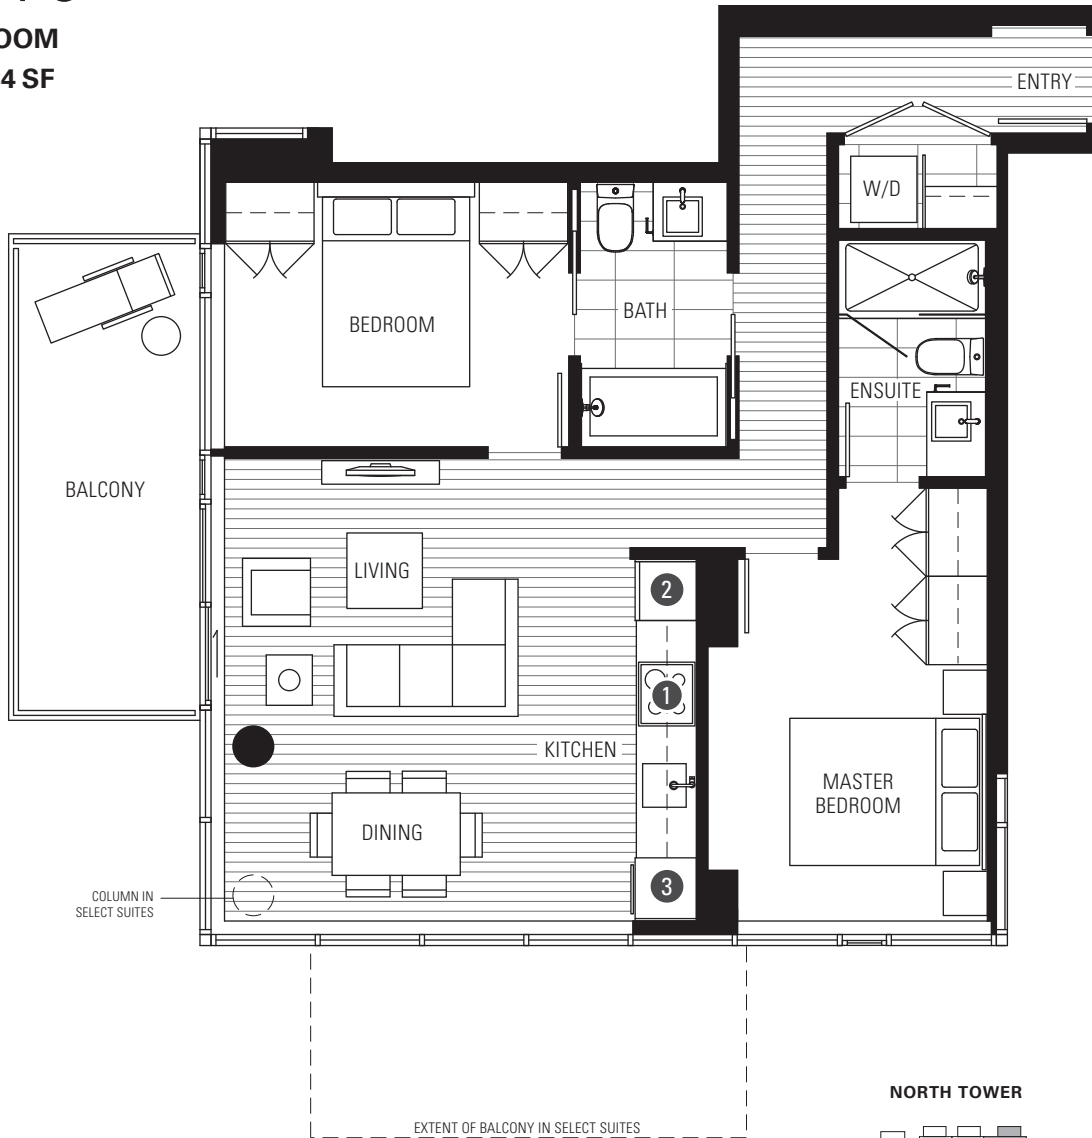 OOM
4 SF
ENTRY
W/D
BEDROOM
BATH
ENSUITE
BALCONY
LIVING
2
1
KITCHEN
MASTER
BEDROOM
DINING
3
COLUMN IN
SELECT SUITES
NORTH TOWER
EXTENT OF BALCONY IN SELECT SUITES